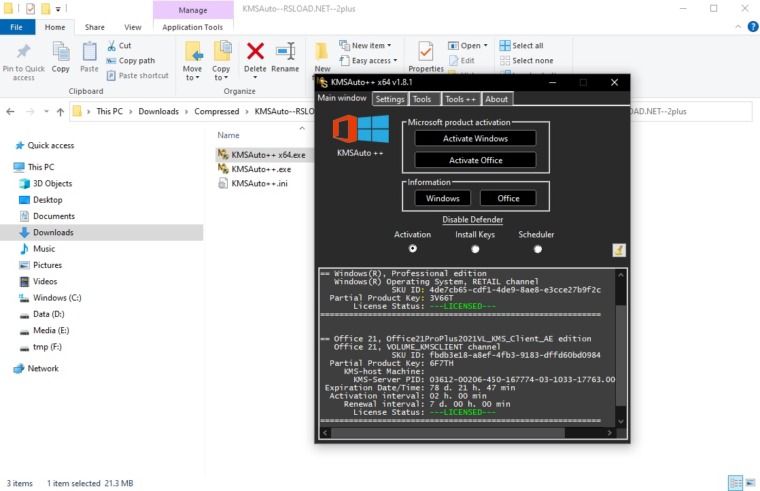 KMSAuto--RSLOAD.NET--2plus
Manage
File
Home
Share
View
Application Tools
Pin to Quick access
Copy
Paste
Cut
Copy path
Paste shortcut
Clipboard
Move to
Copy to
Delete
Rename
Organize
New
New item
Easy access
Properties
Open
Edit
Select all
Select none
Invert selection
This PC > Downloads > Compressed > KMSAuto--RSLO
OAD.NET--2plus
Quick access
This PC
3D Objects
Desktop
Documents
Downloads
Music
Pictures
Videos
Windows (C:)
Data (D:)
Media (E:)
tmp (F:)
Network
Name
KMSAuto++ x64.exe
KMSAuto++.exe
KMSAuto++.ini
KMSAuto++ x64 v1.8.1
Main window
Settings
Tools
Tools ++
About
KMSAuto ++
Microsoft product activation
Activate Windows
Activate Office
Information
Windows
Office
Disable Defender
Activation
Install Keys
Scheduler
== Windows(R), Professional edition
Windows(R) Operating System, RETAIL channel
SKU ID: 4de7cb65-cdf1-4de9-8ae8-e3cce27b9f2c
Partial Product Key: 3V66T
License Status: ---LICENSED---
== Office 21, Office21ProPlus2021VL_KMS_Client_AE edition
Office 21, VOLUME_KMSCLIENT channel
SKU ID: fbdb3e18-a8ef-4fb3-9183-dffd60bd0984
Partial Product Key: 6F7TH
KMS-host Machine:
KMS-Server PID: 03612-00206-450-167774-03-1033-17763.00
Expiration Date/Time: 78 d. 21 h. 47 min
Activation interval: 02 h. 00 min
Renewal interval: 7 d. 00 h. 00 min
License Status: ---LICENSED---
3 items
1 item selected 21.3 MB